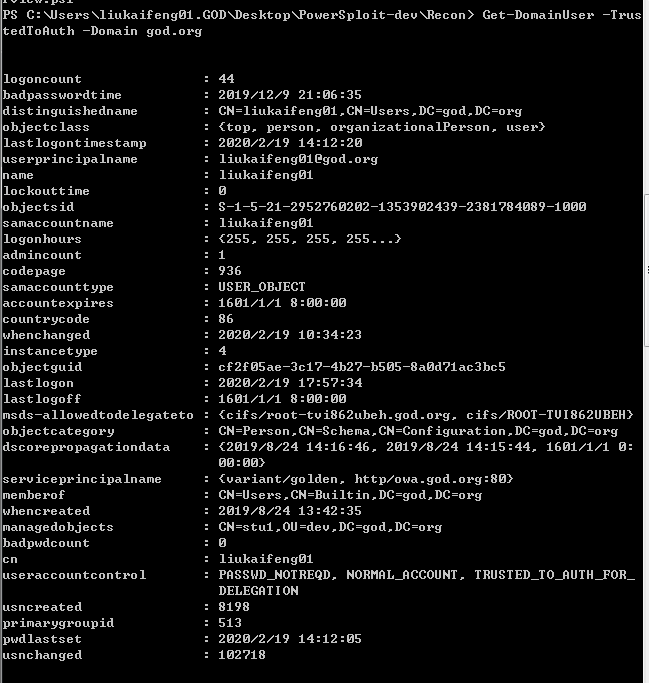 PS C:\Users\liukaifeng01.GOD\Desktop\PowerSploit-dev\Recon> Get-DomainUser -Trus
tedToAuth -Domain god.org
logoncount : 44
badpasswordtime : 2019/12/9 21:06:35
distinguishedname : CN=liukaifeng01,CN=Users,DC=god,DC=org
objectclass : {top, person, organizationalPerson, user}
lastlogontimestamp : 2020/2/19 14:12:20
userprincipalname : liukaifeng01@god.org
name : liukaifeng01
lockouttime : 0
objectsid : S-1-5-21-2952760202-1353902439-2381784089-1000
samaccountname : liukaifeng01
logonhours : {255, 255, 255, 255...}
admincount : 1
codepage : 936
samaccounttype : USER_OBJECT
accountexpires : 1601/1/1 8:00:00
countrycode : 86
whenchanged : 2020/2/19 10:34:23
instancetype : 4
objectguid : cf2f05ae-3c17-4b27-b505-8a0d71ac3bc5
lastlogon : 2020/2/19 17:57:34
lastlogoff : 1601/1/1 8:00:00
msds-allowedtodelegateto : {cifs/root-tvi862ubeh.god.org, cifs/ROOT-TVI862UBEH}
objectcategory : CN=Person,CN=Schema,CN=Configuration,DC=god,DC=org
dscorepropagationdata : {2019/8/24 14:16:46, 2019/8/24 14:15:44, 1601/1/1 0:
00:00}
serviceprincipalname : {variant/golden, http/owa.god.org:80}
memberof : CN=Users,CN=Builtin,DC=god,DC=org
whencreated : 2019/8/24 13:42:35
managedobjects : CN=stu1,OU=dev,DC=god,DC=org
badpwdcount : 0
cn : liukaifeng01
useraccountcontrol : PASSWD_NOTREQD, NORMAL_ACCOUNT, TRUSTED_TO_AUTH_FOR_
DELEGATION
usncreated : 8198
primarygroupid : 513
pwdlastset : 2020/2/19 14:12:05
usnchanged : 102718